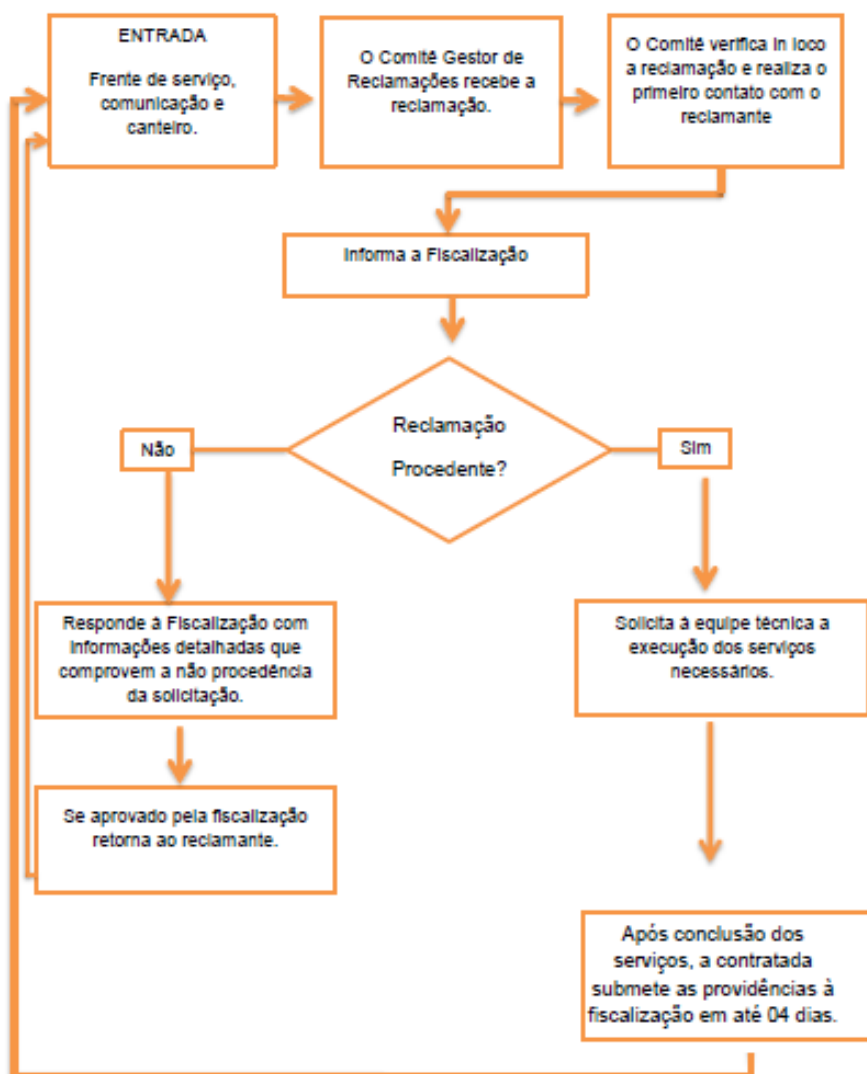 ENTRADA
Frente de serviço,
comunicação e
canteiro.
O Comitê Gestor de
Reclamações recebe a
reclamação.
O Comitê verifica in loco
a reclamação e realiza o
primeiro contato com o
reclamante
Informa a Fiscalização
Reclamação
Procedente?
Não
Sim
Responde à Fiscalização com
informações detalhadas que
comprovem a não procedência
da solicitação.
Solicita à equipe técnica a
execução dos serviços
necessários.
Se aprovado pela fiscalização
retorna ao reclamante.
Após conclusão dos
serviços, a contratada
submete as providências à
fiscalização em até 04 dias.